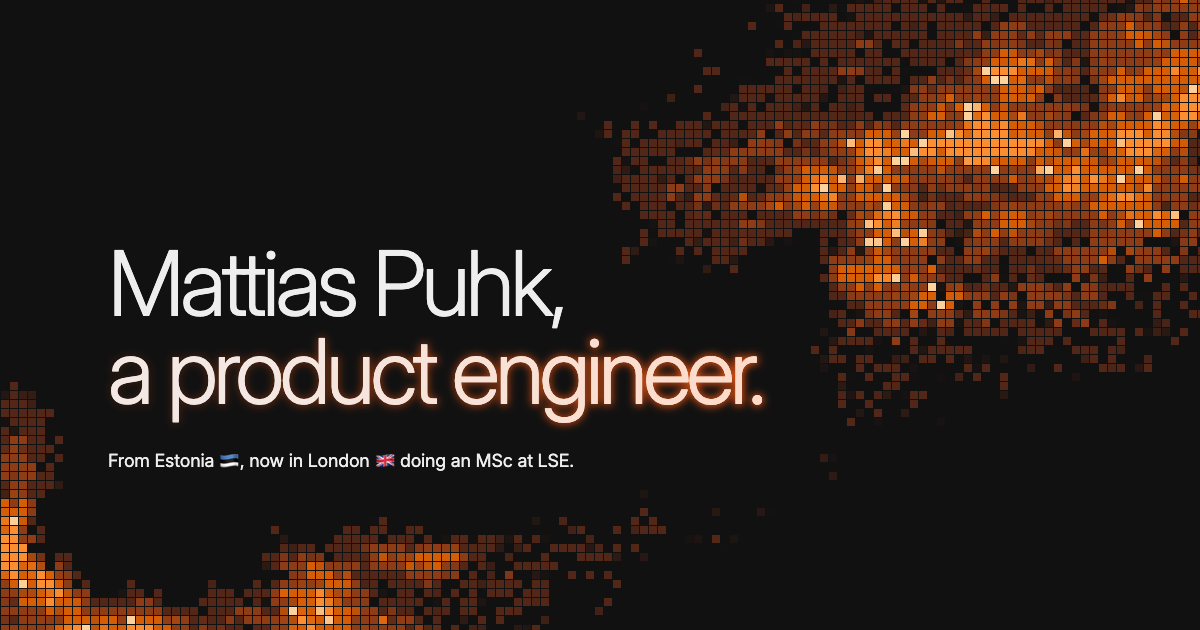 Mattias Puhk,
a product engineer.
From Estonia 🇪🇪, now in London 🇬🇧 doing an MSc at LSE.